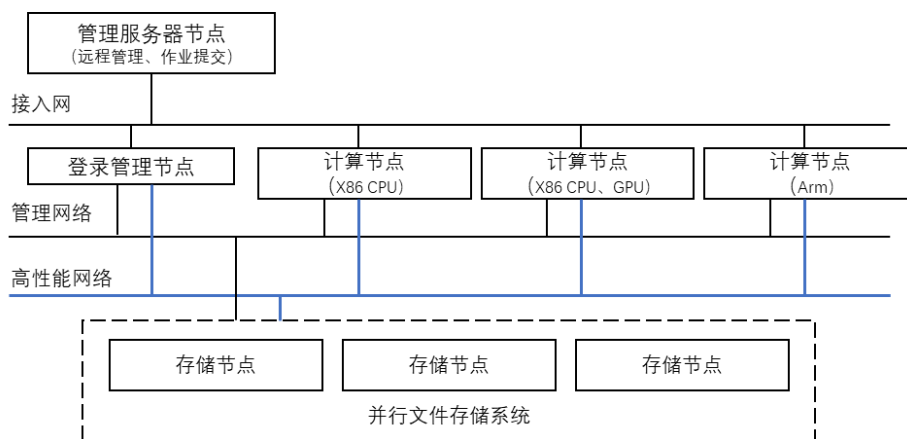 管理服务器节点
（远程管理、作业提交）
接入网
登录管理节点
计算节点
（X86 CPU）
计算节点
（X86 CPU、GPU）
计算节点
（Arm）
管理网络
高性能网络
存储节点
存储节点
存储节点
并行文件存储系统